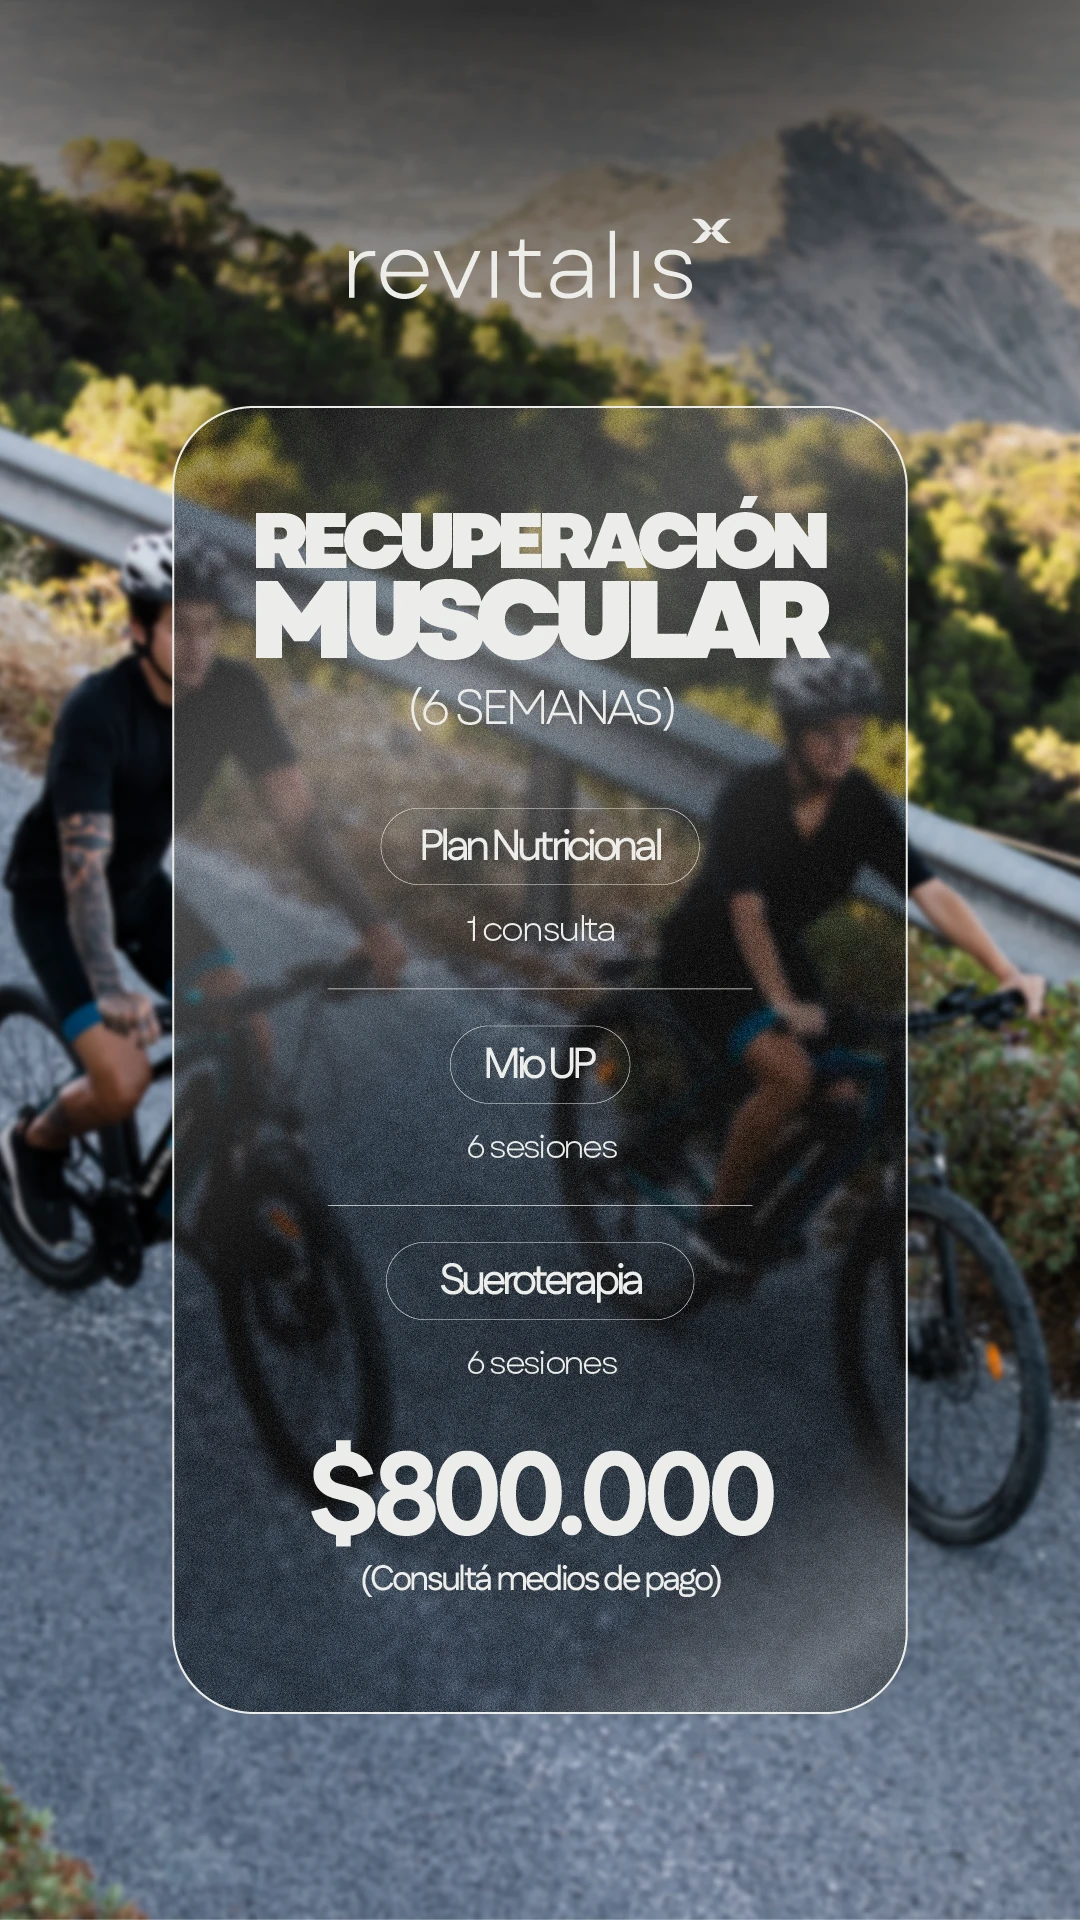 revitalis
RECUPERACIÓN
MUSCULAR
(6 SEMANAS)
Plan Nutricional
1 consulta
Mio UP
6 sesiones
Sueroterapia
6 sesiones
$800.000
(Consultá medios de pago)